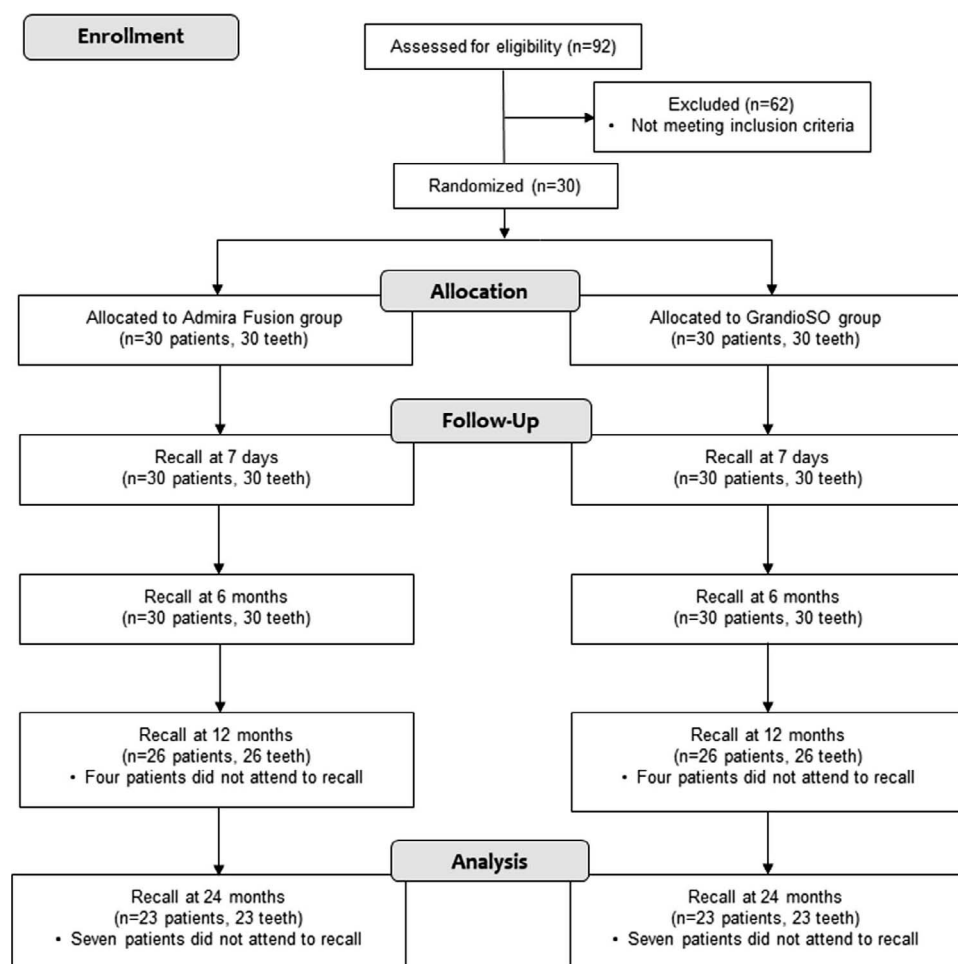 Enrollment
Assessed for eligibility (n=92)
Excluded (n=62)
• Not meeting inclusion criteria
Randomized (n=30)
Allocation
Allocated to Admira Fusion group
(n=30 patients, 30 teeth)
Allocated to GrandioSO group
(n=30 patients, 30 teeth)
Follow-Up
Recall at 7 days
(n=30 patients, 30 teeth)
Recall at 7 days
(n=30 patients, 30 teeth)
Recall at 6 months
(n=30 patients, 30 teeth)
Recall at 6 months
(n=30 patients, 30 teeth)
Recall at 12 months
(n=26 patients, 26 teeth)
• Four patients did not attend to recall
Recall at 12 months
(n=26 patients, 26 teeth)
• Four patients did not attend to recall
Analysis
Recall at 24 months
(n=23 patients, 23 teeth)
• Seven patients did not attend to recall
Recall at 24 months
(n=23 patients, 23 teeth)
• Seven patients did not attend to recall